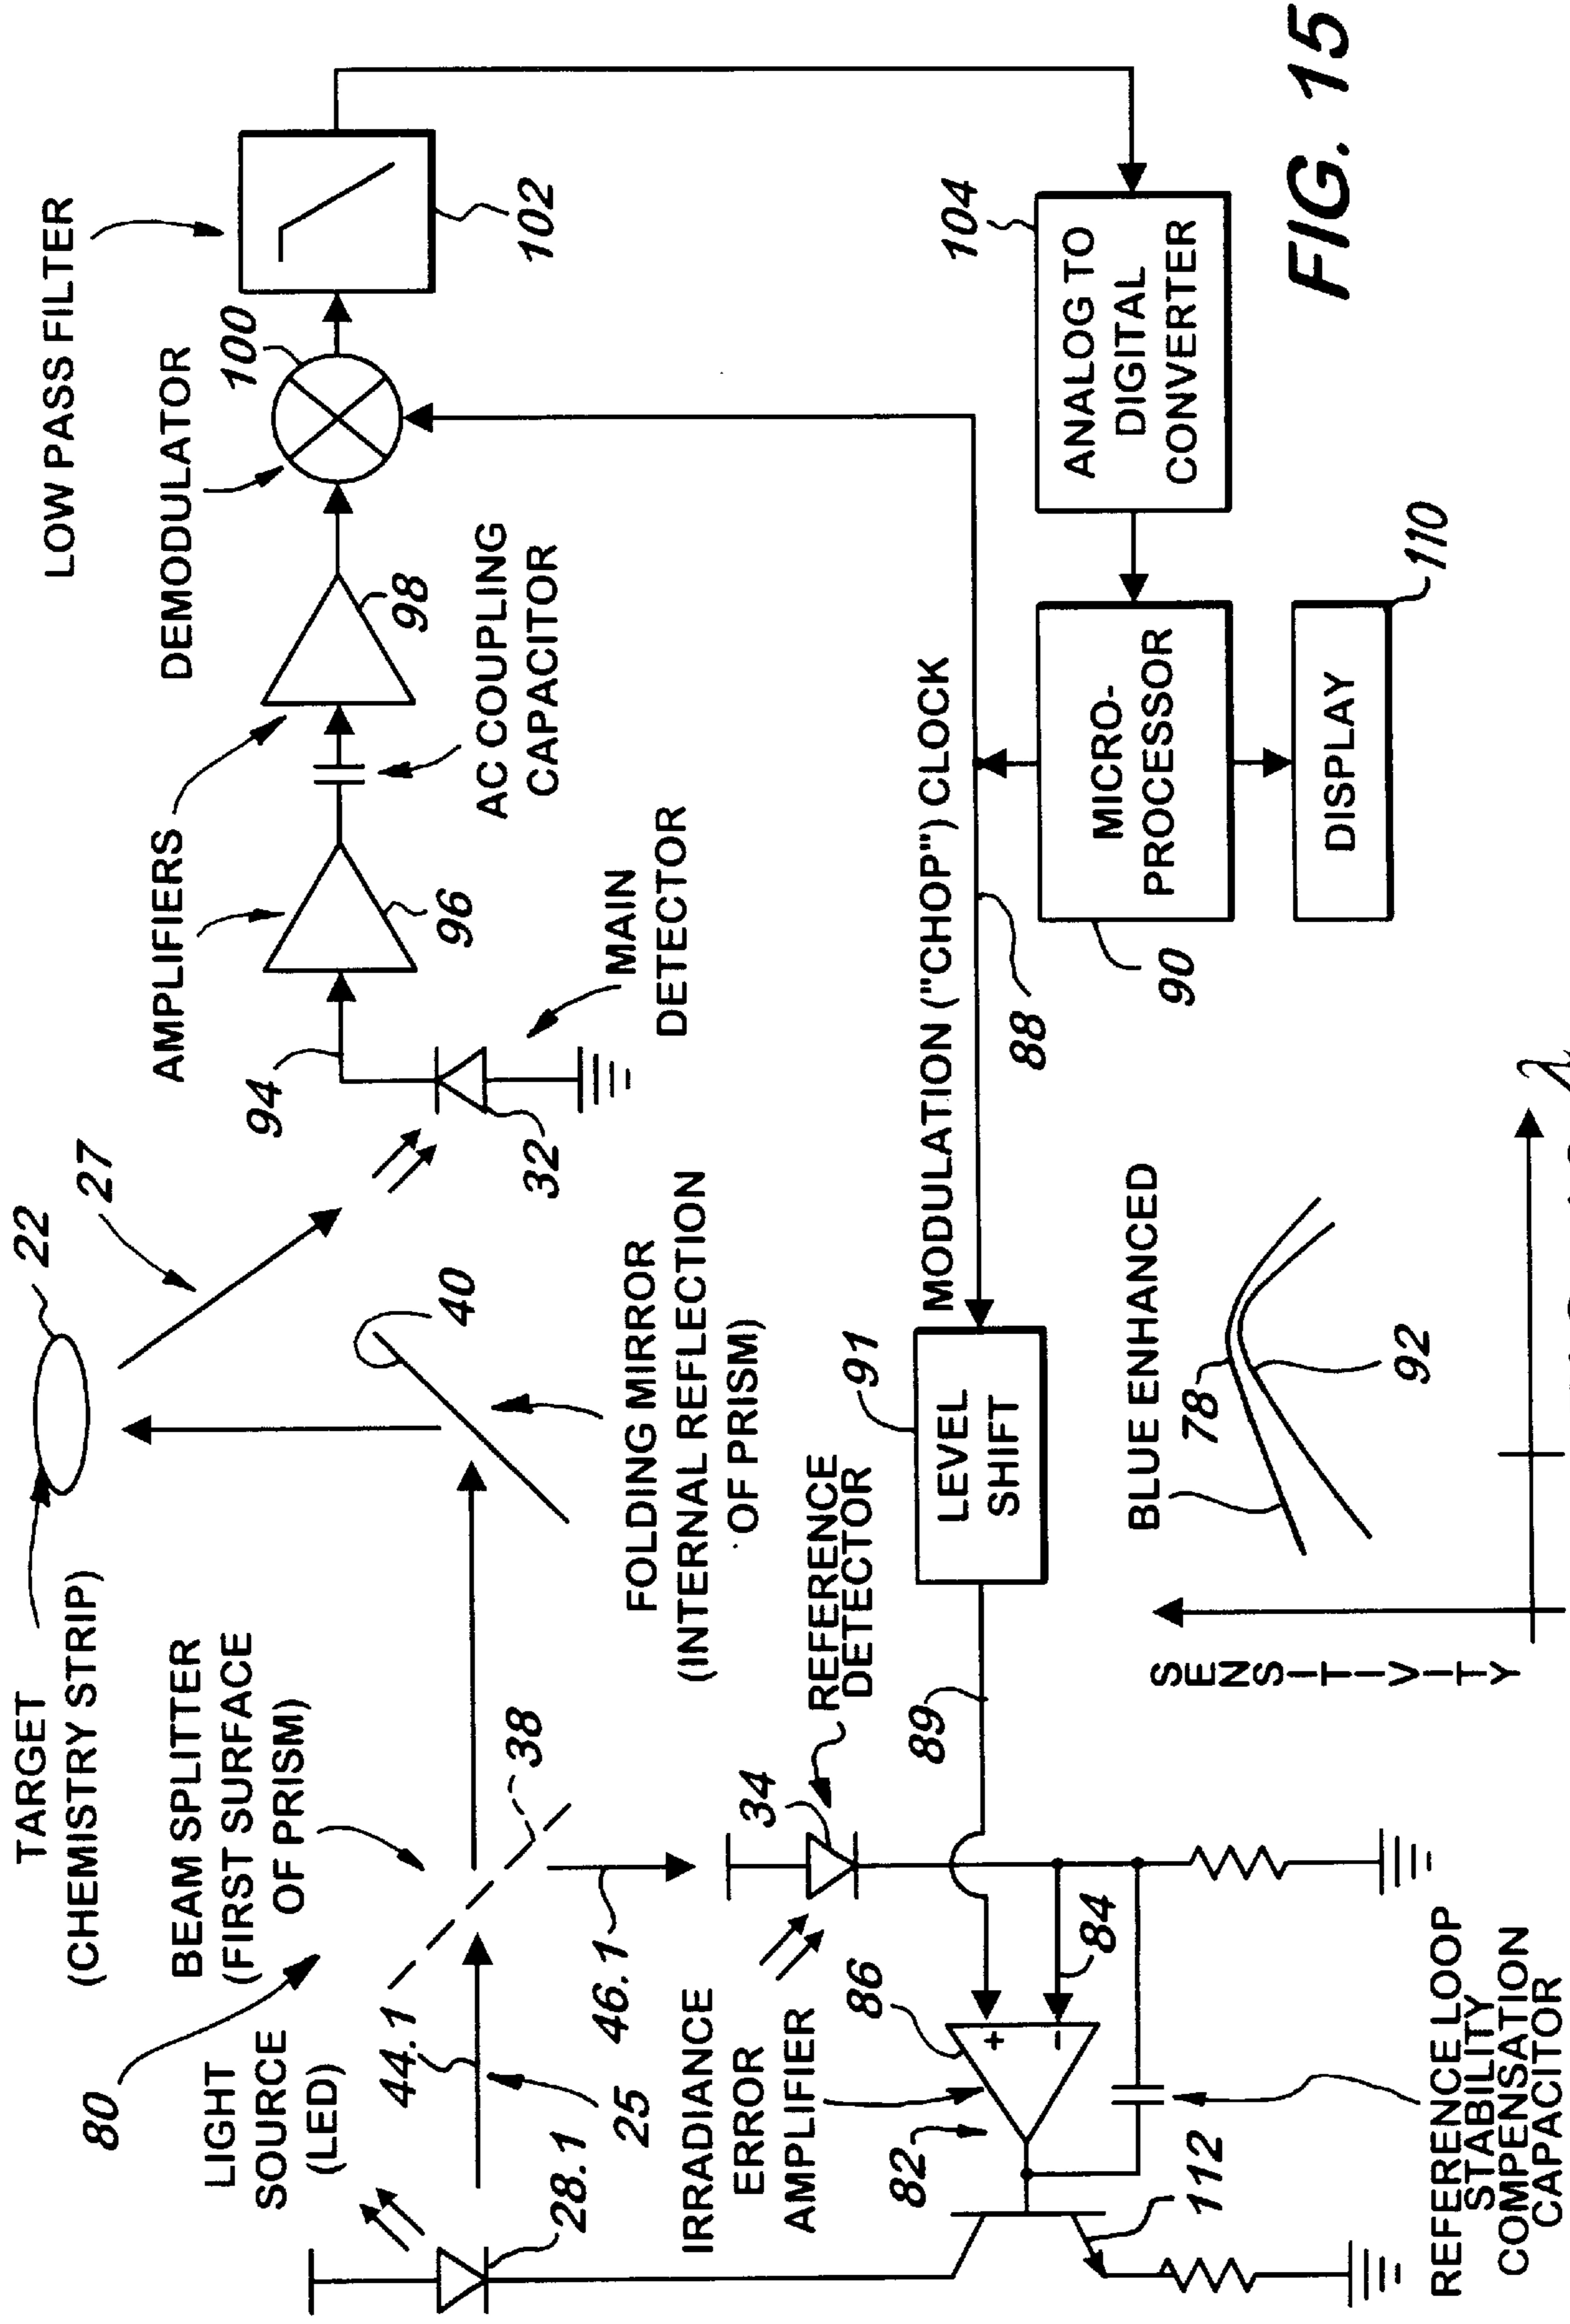 LOW PASS FILTER
DEMODULATOR
100
102
AMPLIFIERS
98
AC COUPLING
CAPACITOR
96
94
MAIN
DETECTOR
32
TARGET
(CHEMISTRY STRIP)
22
27
BEAM SPLITTER
(FIRST SURFACE
OF PRISM)
38
40
FOLDING MIRROR
(INTERNAL REFLECTION
OF PRISM)
80
LIGHT
SOURCE
(LED)
44.1
25
28.1
46.1
34
REFERENCE
DETECTOR
IRRADIANCE
ERROR
AMPLIFIER
86
82
+
-
84
112
89
91
LEVEL
SHIFT
MODULATION ("CHOP") CLOCK
88
104
ANALOG TO
DIGITAL
CONVERTER
90
MICRO-
PROCESSOR
DISPLAY
110
REFERENCE LOOP
STABILITY
COMPENSATION
CAPACITOR
SENSITIVITY
BLUE ENHANCED
78
92
λ
FIG. 15